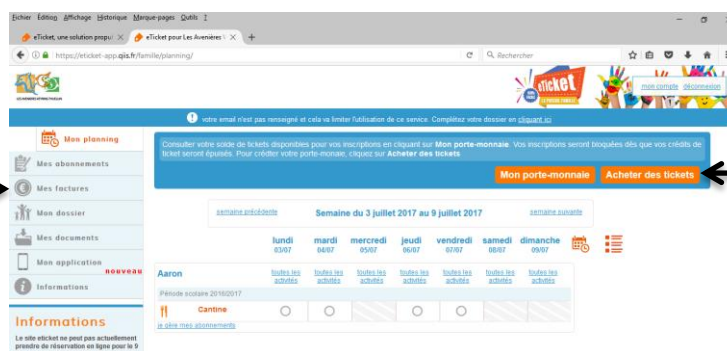 Fichier Édition Affichage Historique Marque-pages Outils ?
eTicket, une solution propul
eTicket pour Les Avenières V
https://eticket-app.qiis.fr/famille/planning/
Rechercher
eTicket
mon compte déconnexion
votre email n'est pas renseigné et cela va limiter l'utilisation de ce service. Complétez votre dossier en cliquant ici
Mon planning
Mes abonnements
Mes factures
Mon dossier
Mes documents
Mon application
nouveau
Informations
Consulter votre solde de tickets disponibles pour vos inscriptions en cliquant sur Mon porte-monnaie. Vos inscriptions seront bloquées dès que vos crédits de
ticket seront épuisés. Pour créditer votre porte-monaie, cliquez sur Acheter des tickets
Mon porte-monnaie Acheter des tickets
semaine précédente Semaine du 3 juillet 2017 au 9 juillet 2017 semaine suivante
lundi mardi mercredi jeudi vendredi samedi dimanche
03/07 04/07 05/07 06/07 07/07 08/07 09/07
Aaron toutes les activités toutes les activités toutes les activités toutes les activités toutes les activités toutes les activités toutes les activités
Période scolaire 2016/2017
Cantine
je gère mes abonnements
Informations
Le site eticket ne peut pas actuellement
prendre de réservation en ligne pour le 9